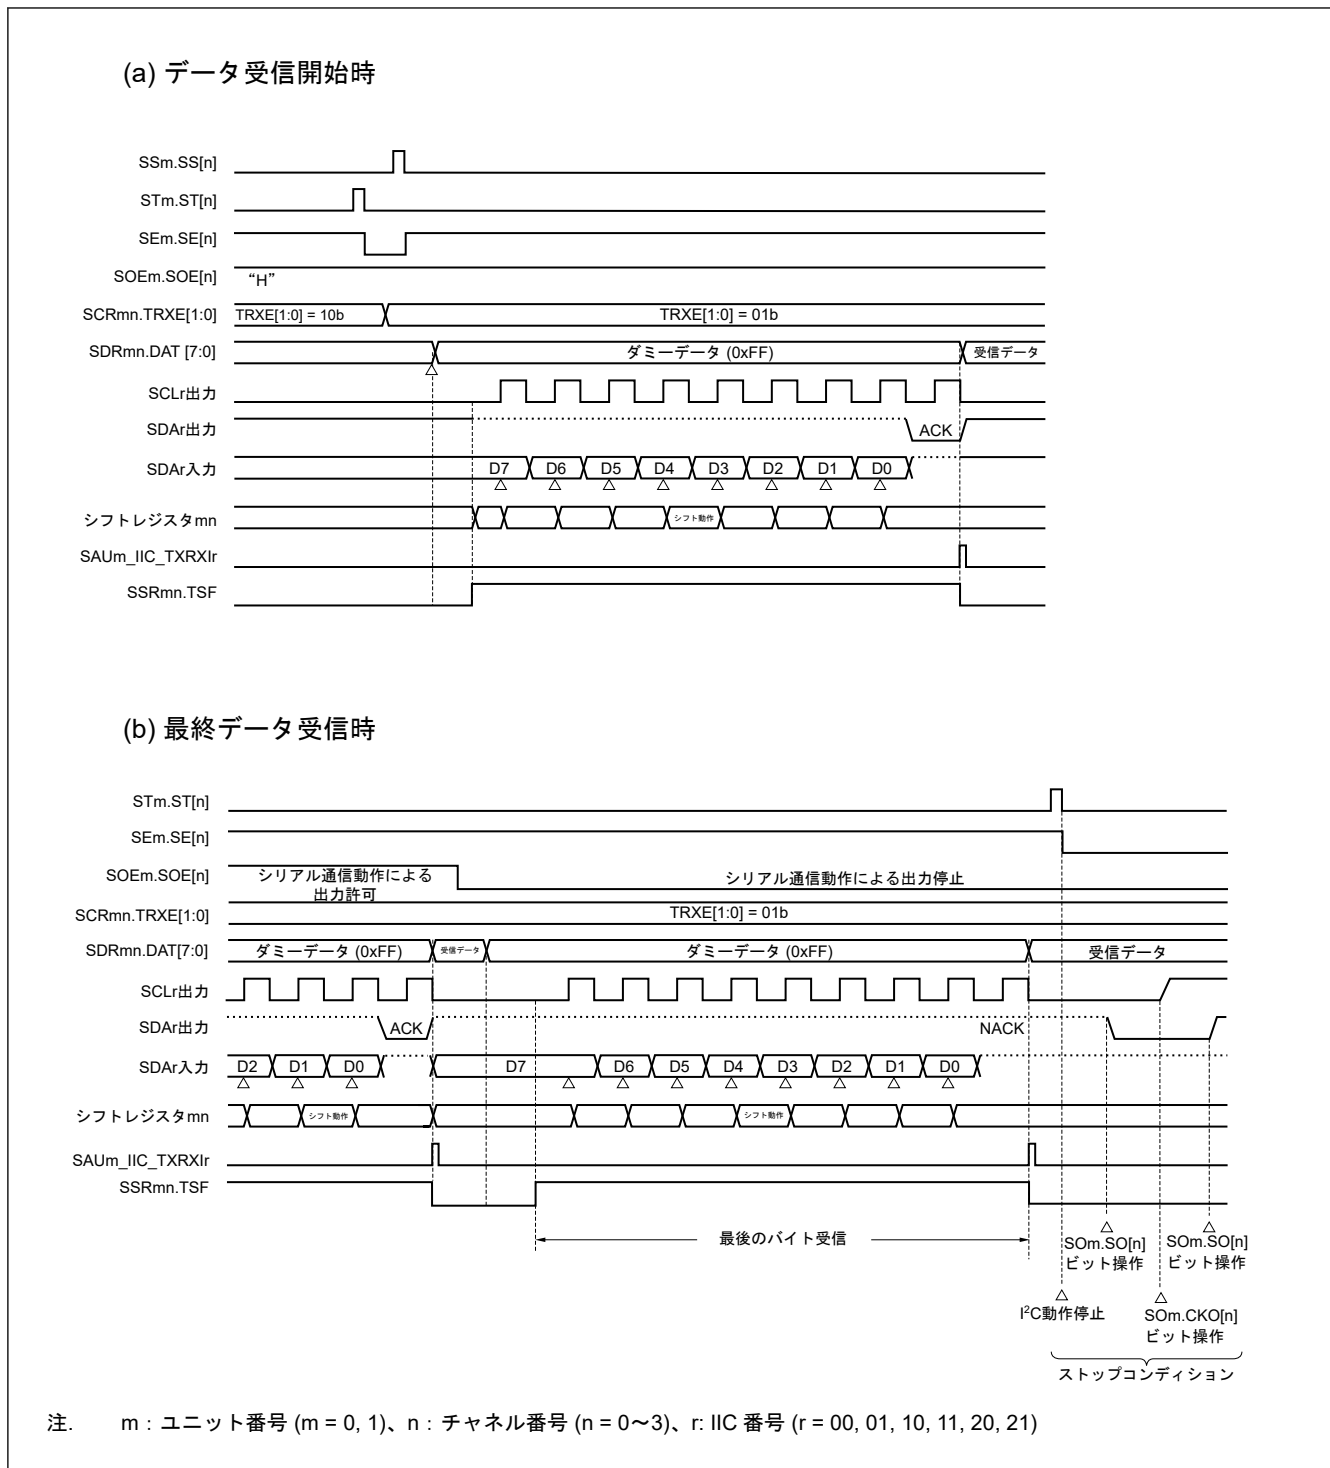 (a) データ受信開始時
SSm.SS[n]
STm.ST[n]
SEm.SE[n]
SOEm.SOE[n]
“H”
SCRmn.TRXE[1:0]
TRXE[1:0] = 10b
TRXE[1:0] = 01b
SDRmn.DAT [7:0]
ダミーデータ (0xFF)
受信データ
SCLr出力
SDAr出力
ACK
SDAr入力
D7 D6 D5 D4 D3 D2 D1 D0
シフトレジスタmn
シフト動作
SAUm_IIC_TXRXIr
SSRmn.TSF
(b) 最終データ受信時
STm.ST[n]
SEm.SE[n]
SOEm.SOE[n]
シリアル通信動作による
出力許可
シリアル通信動作による出力停止
SCRmn.TRXE[1:0]
TRXE[1:0] = 01b
SDRmn.DAT[7:0]
ダミーデータ (0xFF)
受信データ
ダミーデータ (0xFF)
受信データ
SCLr出力
SDAr出力
ACK
NACK
SDAr入力
D2 D1 D0 D7 D6 D5 D4 D3 D2 D1 D0
シフトレジスタmn
シフト動作
シフト動作
SAUm_IIC_TXRXIr
SSRmn.TSF
最後のバイト受信
SOm.SO[n]
ビット操作
SOm.SO[n]
ビット操作
I²C動作停止
SOm.CKO[n]
ビット操作
ストップコンディション
注. m：ユニット番号 (m = 0, 1)、n：チャネル番号 (n = 0～3)、r: IIC 番号 (r = 00, 01, 10, 11, 20, 21)